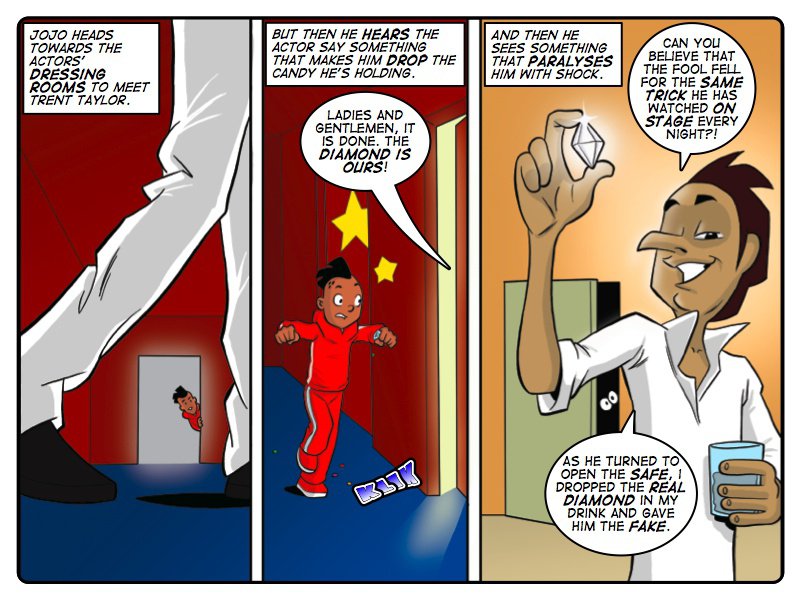 JOJO HEADS
TOWARDS THE
ACTORS'
DRESSING
ROOMS TO MEET
TRENT TAYLOR.
BUT THEN HE HEARS THE
ACTOR SAY SOMETHING
THAT MAKES HIM DROP THE
CANDY HE'S HOLDING.
LADIES AND
GENTLEMEN, IT
IS DONE. THE
DIAMOND IS
OURS!
KLIK
AND THEN HE
SEES SOMETHING
THAT PARALYSES
HIM WITH SHOCK.
CAN YOU
BELIEVE THAT
THE FOOL FELL
FOR THE SAME
TRICK HE HAS
WATCHED ON
STAGE EVERY
NIGHT?!
AS HE TURNED TO
OPEN THE SAFE, I
DROPPED THE REAL
DIAMOND IN MY
DRINK AND GAVE
HIM THE FAKE.